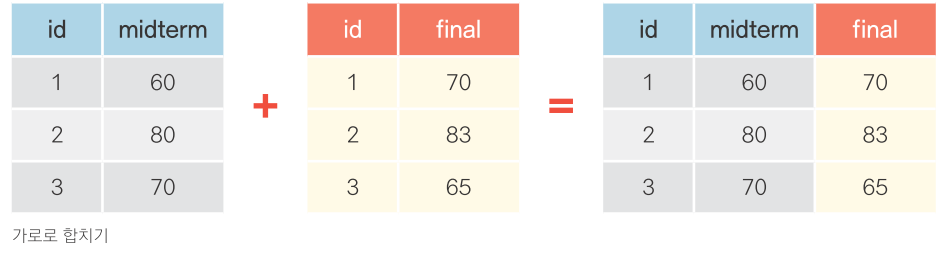 id midterm id final id midterm final
1 60 1 70 1 60 70
+ =
2 80 2 83 2 80 83
3 70 3 65 3 70 65
가로로 합치기